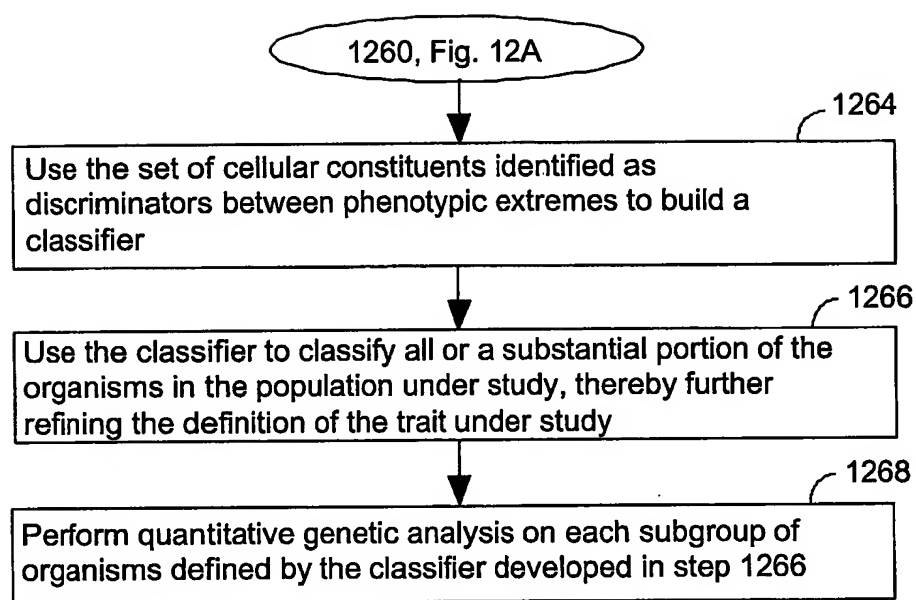 1260, Fig. 12A
1264
Use the set of cellular constituents identified as
discriminators between phenotypic extremes to build a
classifier
1266
Use the classifier to classify all or a substantial portion of the
organisms in the population under study, thereby further
refining the definition of the trait under study
1268
Perform quantitative genetic analysis on each subgroup of
organisms defined by the classifier developed in step 1266